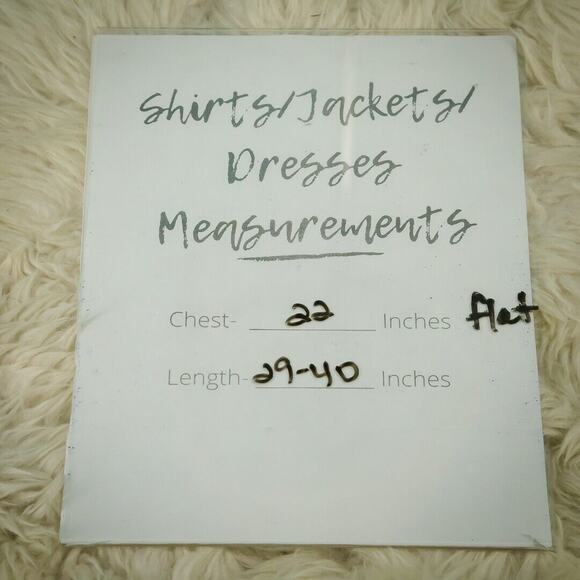 Shirts/Jackets/
Dresses
Measurements
Chest- 22 Inches flat
Length- 29-40 Inches